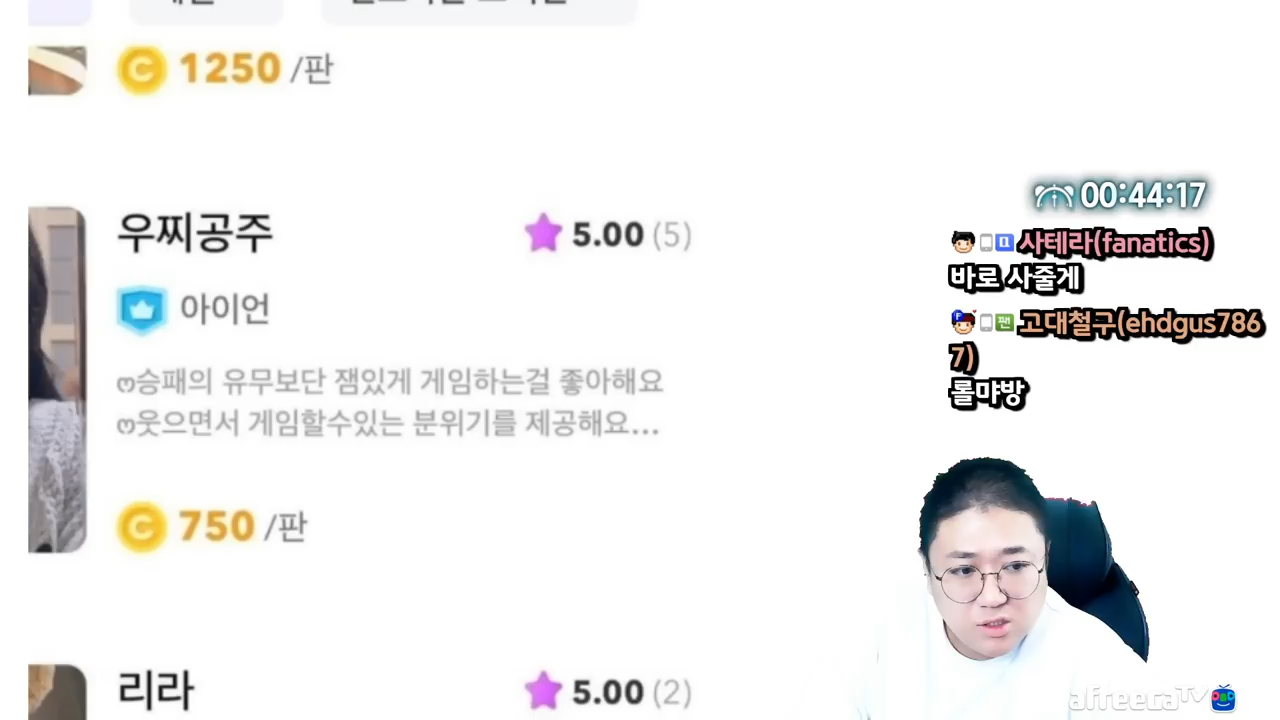 1250 /판
우찌공주
5.00 (5)
아이언
ෆ승패의 유무보단 잼있게 게임하는걸 좋아해요
ෆ웃으면서 게임할수있는 분위기를 제공해요...
750 /판
리라
5.00 (2)
00:44:17
사테라(fanatics)
바로 사줄게
고대철구(ehdgus786
7)
롤먀방
afreecaTV